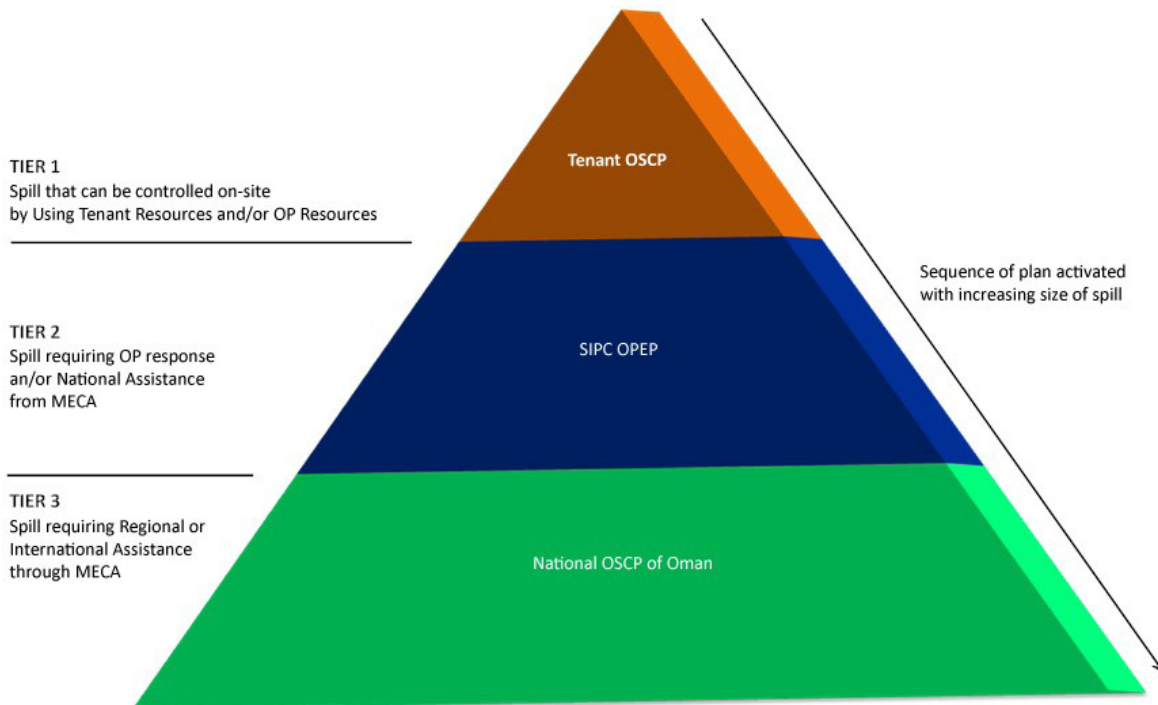 TIER 1
Spill that can be controlled on-site
by Using Tenant Resources and/or OP Resources
Tenant OSCP
Sequence of plan activated
with increasing size of spill
TIER 2
Spill requiring OP response
an/or National Assistance
from MECA
SIPC OPEP
TIER 3
Spill requiring Regional or
International Assistance
through MECA
National OSCP of Oman